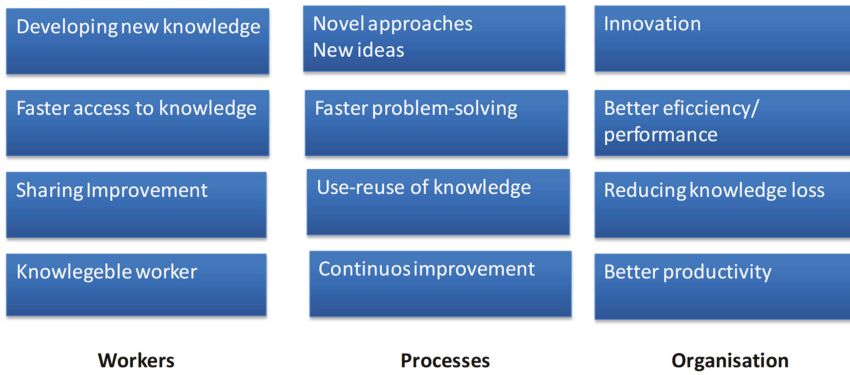 Developing new knowledge
Novel approaches
New ideas
Innovation
Faster access to knowledge
Faster problem-solving
Better eficciency/
performance
Sharing Improvement
Use-reuse of knowledge
Reducing knowledge loss
Knowlegeble worker
Continuos improvement
Better productivity
Workers
Processes
Organisation